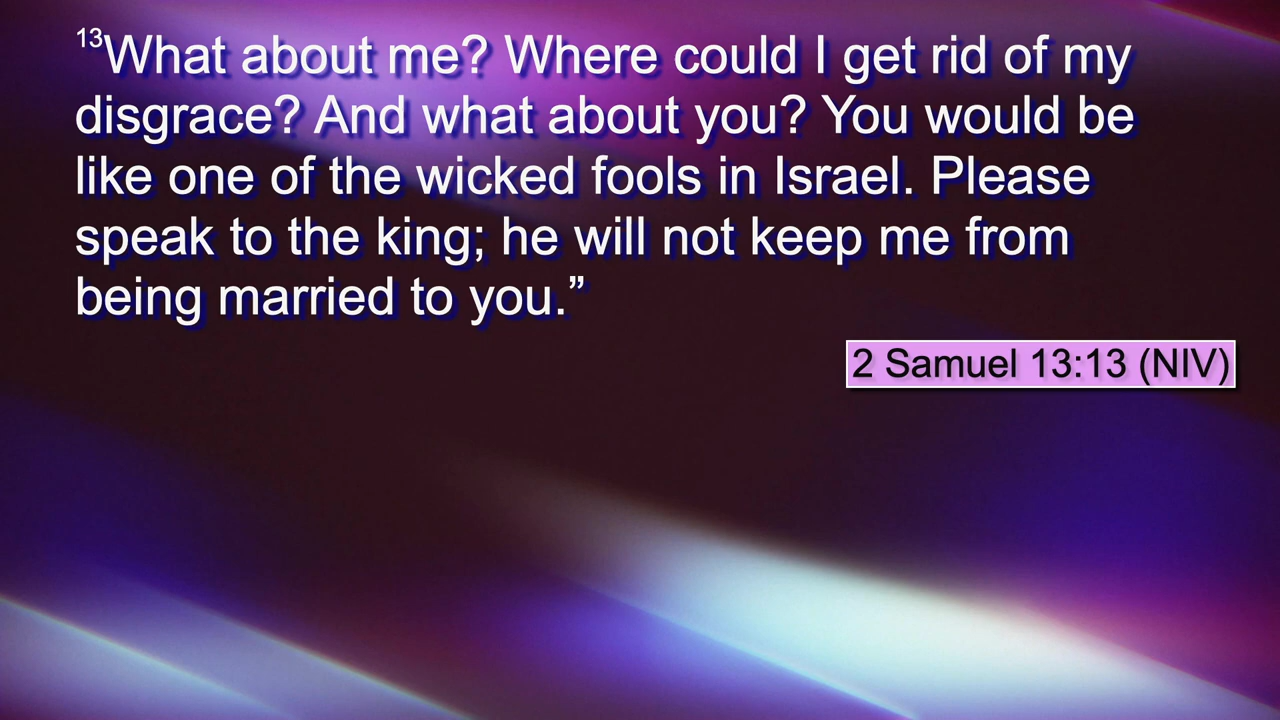 13What about me? Where could I get rid of my
disgrace? And what about you? You would be
like one of the wicked fools in Israel. Please
speak to the king; he will not keep me from
being married to you.”
2 Samuel 13:13 (NIV)